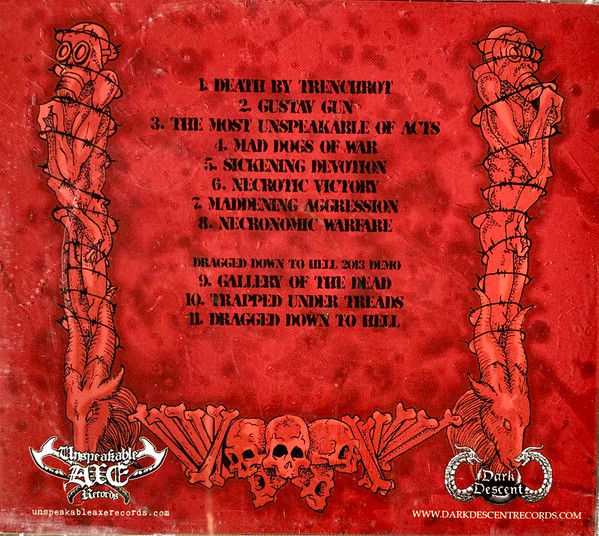 1. DEATH BY TRENCHROT
2. GUSTAV GUN
3. THE MOST UNSPEAKABLE OF ACTS
4. MAD DOGS OF WAR
5. SICKENING DEVOTION
6. NECROTIC VICTORY
7. MADDENING AGGRESSION
8. NECRONOMIC WARFARE
DRAGGED DOWN TO HELL 2013 DEMO
9. GALLERY OF THE DEAD
10. TRAPPED UNDER TREADS
11. DRAGGED DOWN TO HELL
Unspeakable
AXE
Records
unspeakableaxerecords.com
Dark
Descent
WWW.DARKDESCENTRECORDS.COM